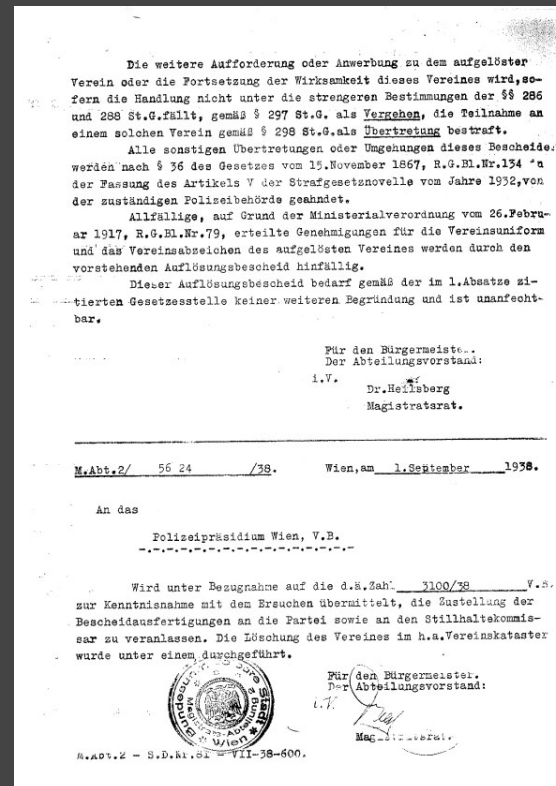 Die weitere Aufforderung oder Anwerbung zu dem aufgelöster
Verein oder die Fortsetzung der Wirksamkeit dieses Vereines wird,so-
fern die Handlung nicht unter die strengeren Bestimmungen der §§ 286
und 288 St.G.fällt, gemäß § 297 St.G. als Vergehen, die Teilnahme an
einem solchen Verein gemäß § 298 St.G.als Übertretung bestraft.
Alle sonstigen Übertretungen oder Umgehungen dieses Bescheide.
werden nach § 36 des Gesetzes vom 15.November 1867, R.G.Bl.Nr.134
der Fassung des Artikels V der Strafgesetznovelle vom Jahre 1932,von
der zuständigen Polizeibehörde geahndet.
Allfällige, auf Grund der Ministerialverordnung vom 26.Febru-
ar 1917, R.G.Bl.Nr.79, erteilte Genehmigungen für die Vereinsuniform
und das Vereinsabzeichen des aufgelösten Vereines werden durch den
vorstehenden Auflösungsbescheid hinfällig.
Dieser Auflösungsbescheid bedarf gemäß der im 1.Absatze zi-
tierten Gesetzesstelle keiner weiteren Begründung und ist unanfecht-
bar.
Für den Bürgermeiste..
Der Abteilungsvorstand:
i.V.
Dr.Heilsberg
Magistratsrat.
M.Abt.2/ 56 24 /38. Wien,am 1.September 1938.
An das
Polizeipräsidium Wien, V.B.
Wird unter Bezugnahme auf die d.ä.Zahl 3100/38 V.B.
zur Kenntnisnahme mit dem Ersuchen übermittelt, die Zustellung der
Bescheidausfertigungen an die Partei sowie an den Stillhaltekommis-
sar zu veranlassen. Die Löschung des Vereines im h.a.Vereinskataster
wurde unter einem durchgeführt.
Für den Bürgermeister.
Der Abteilungsvorstand:
i.V.
Stadt Wien
M.Abt.2 - S.D.Nr.81 - VII-38-600.